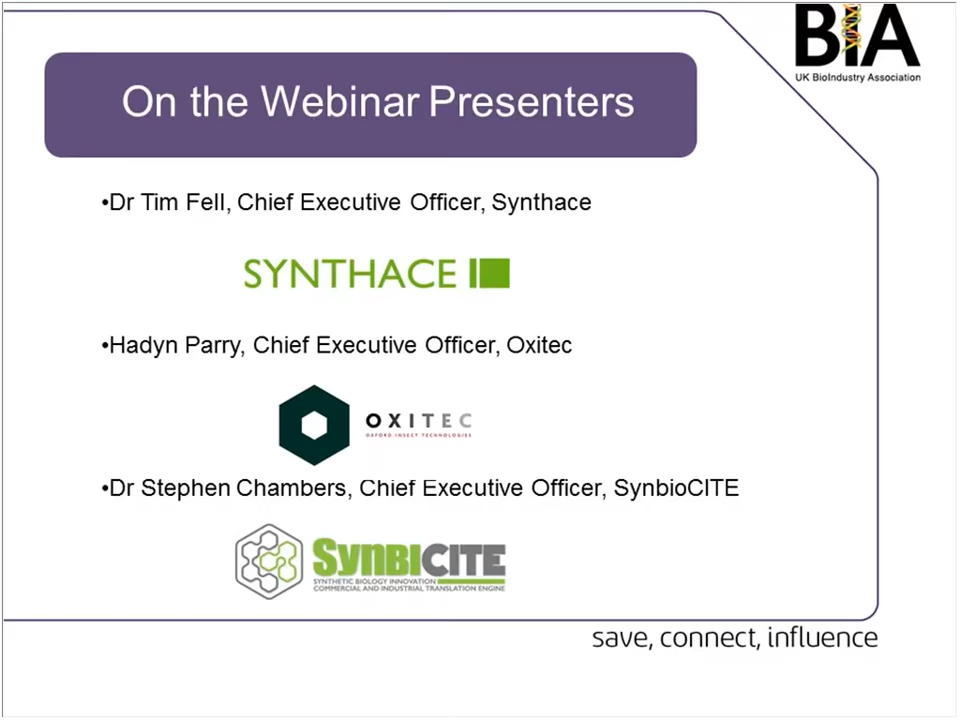 BIA
UK BioIndustry Association
On the Webinar Presenters
•Dr Tim Fell, Chief Executive Officer, Synthace
SYNTHACE
•Hadyn Parry, Chief Executive Officer, Oxitec
OXITEC
OXFORD INSECT TECHNOLOGIES
•Dr Stephen Chambers, Chief Executive Officer, SynbioCITE
SYNBICITE
SYNTHETIC BIOLOGY INNOVATION
COMMERCIAL AND INDUSTRIAL TRANSLATION ENGINE
save, connect, influence